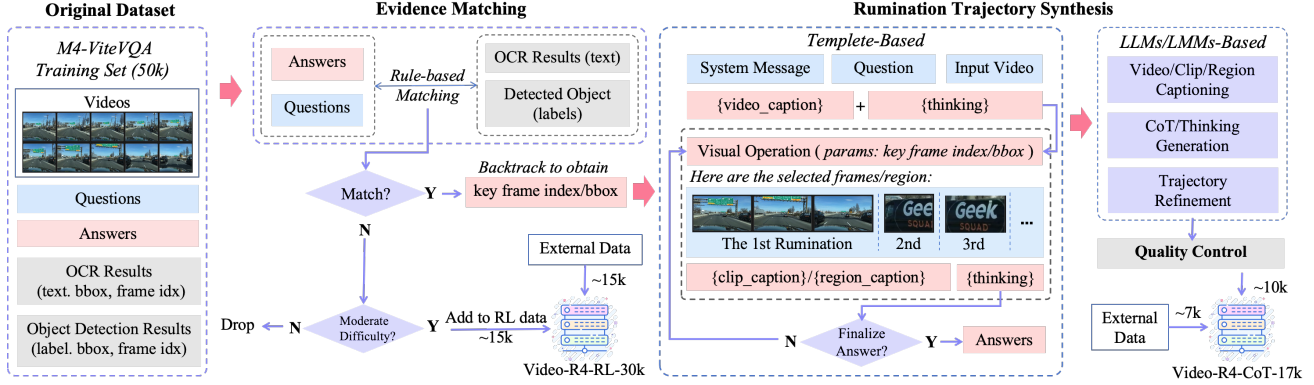 Original Dataset
M4-ViteVQA
Training Set (50k)
Videos
Questions
Answers
OCR Results
(text. bbox, frame idx)
Object Detection Results
(label. bbox, frame idx)
Evidence Matching
Answers
Questions
Rule-based
Matching
OCR Results (text)
Detected Object
(labels)
Match?
Y
Backtrack to obtain
key frame index/bbox
N
Moderate
Difficulty?
N
Drop
Y
Add to RL data
~15k
External Data
~15k
Video-R4-RL-30k
Rumination Trajectory Synthesis
Templete-Based
System Message
Question
Input Video
{video_caption}
+
{thinking}
Visual Operation ( params: key frame index/bbox )
Here are the selected frames/region:
Geek
SQUAD
Geek
SQUAD
...
The 1st Rumination
2nd
3rd
{clip_caption}/{region_caption}
{thinking}
Finalize
Answer?
N
Y
Answers
LLMs/LMMs-Based
Video/Clip/Region
Captioning
CoT/Thinking
Generation
Trajectory
Refinement
Quality Control
~10k
External
Data
~7k
Video-R4-CoT-17k